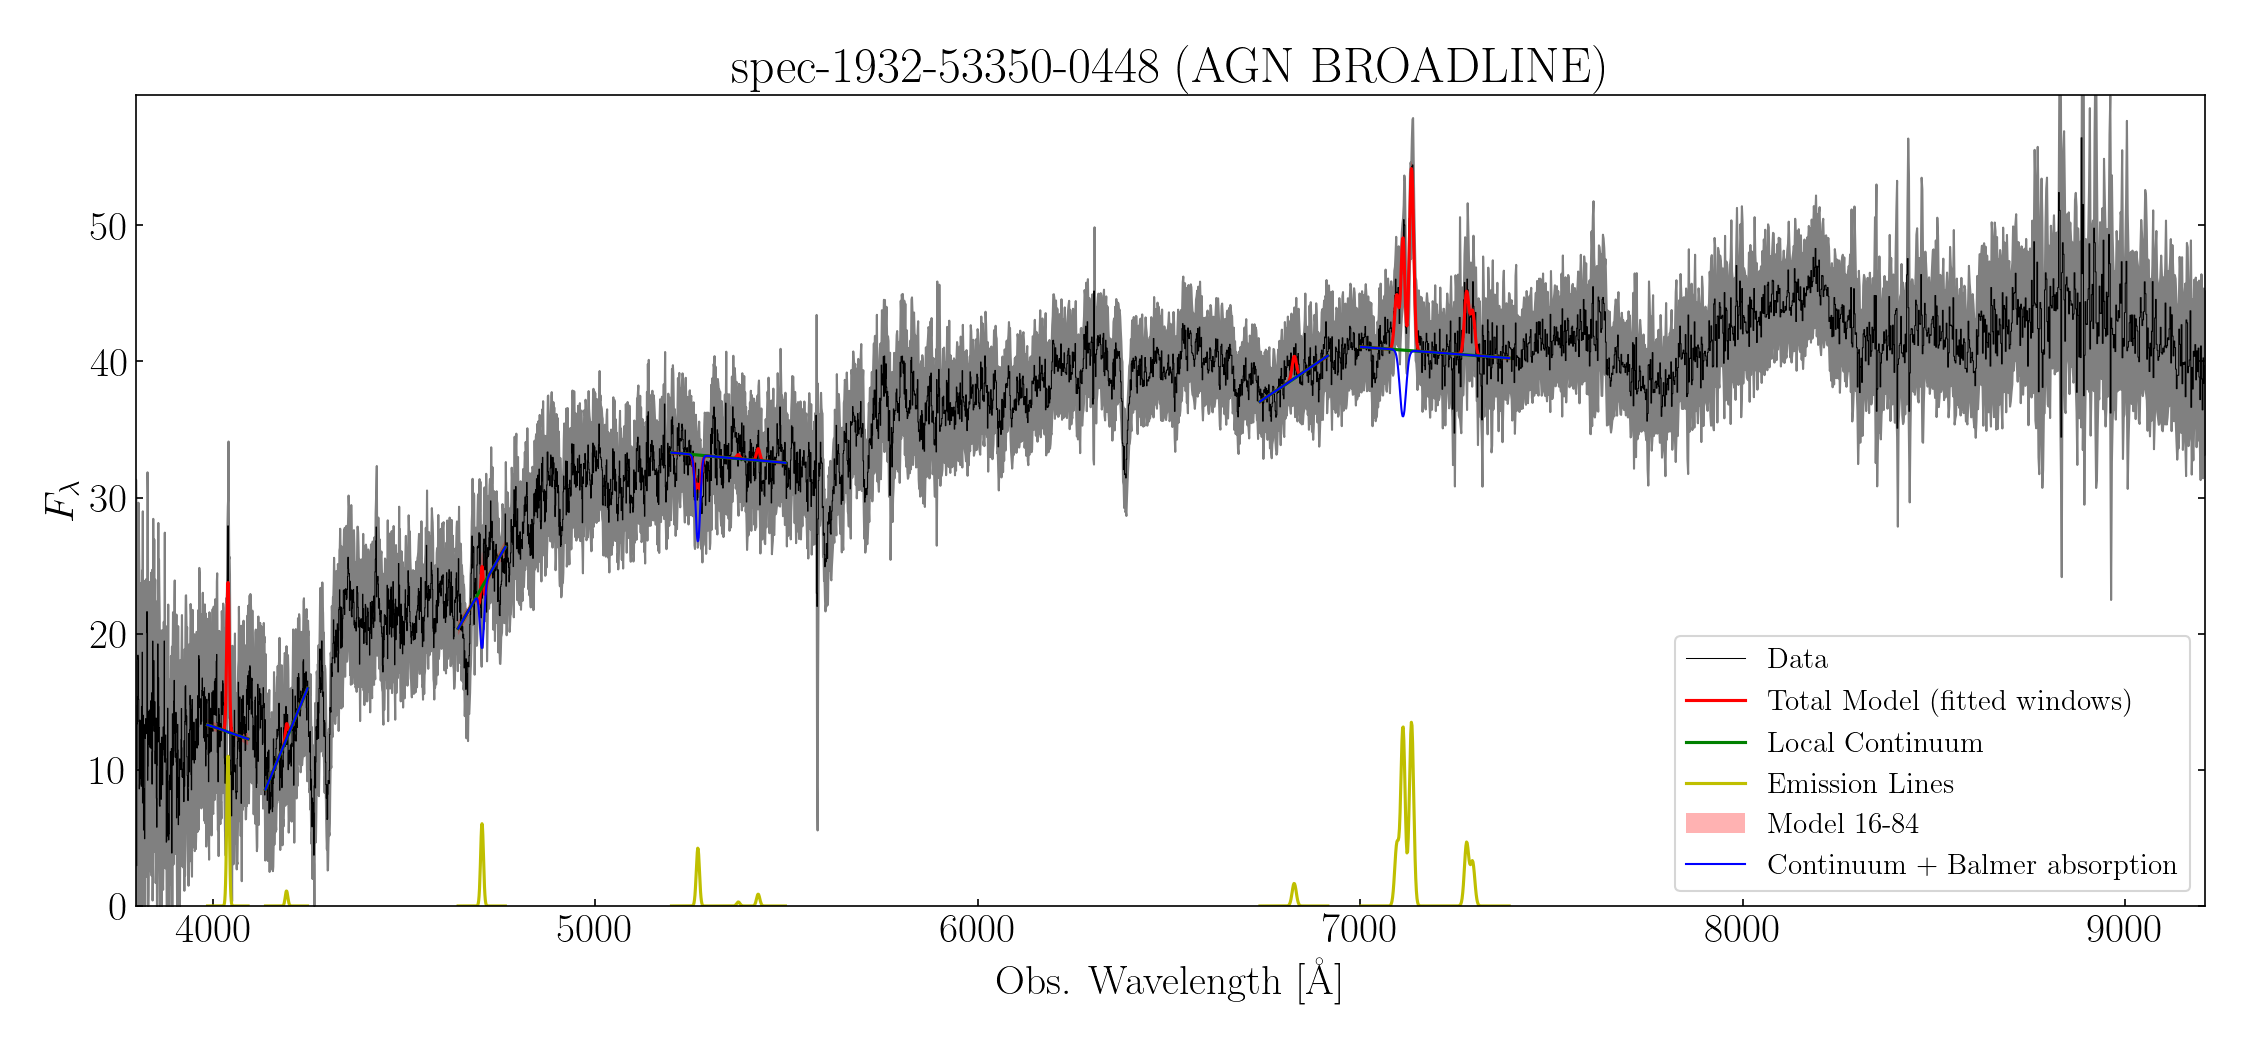 spec-1932-53350-0448 (AGN BROADLINE)
50
40
30
20
10
0
Fλ
Data
Total Model (fitted windows)
Local Continuum
Emission Lines
Model 16-84
Continuum + Balmer absorption
4000 5000 6000 7000 8000 9000
Obs. Wavelength [Å]